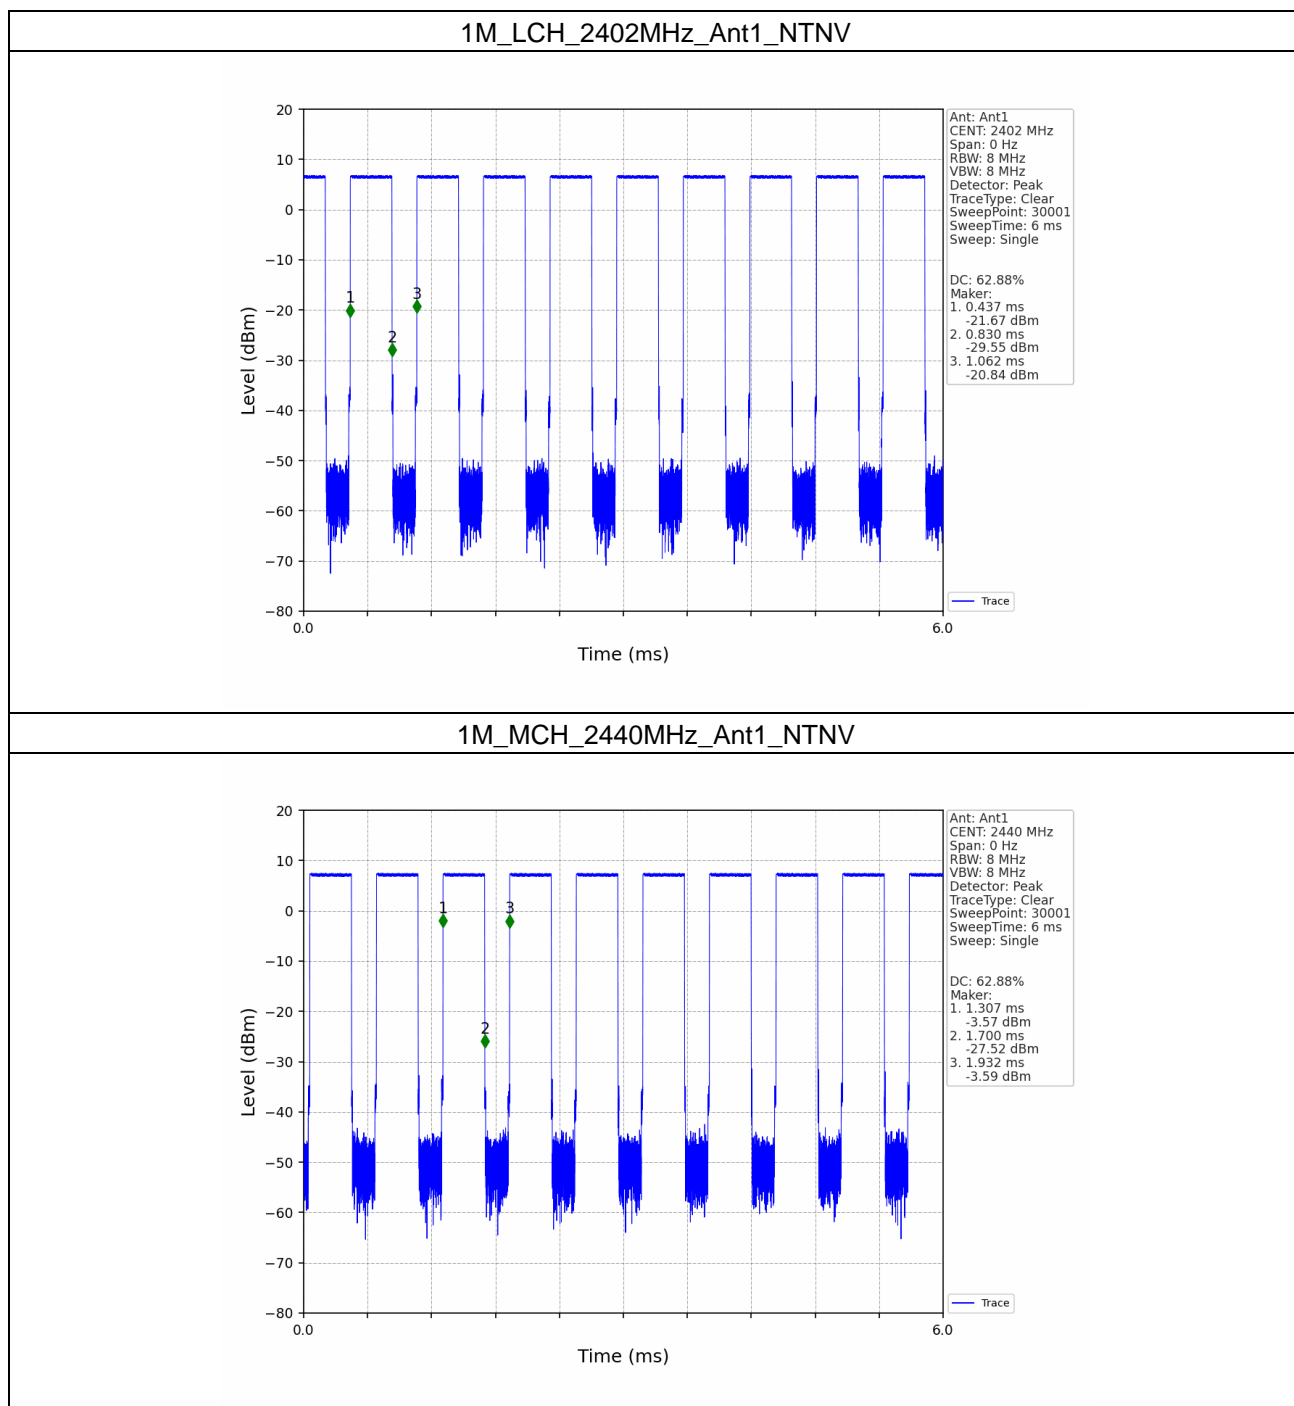 1M_LCH_2402MHz_Ant1_NTNV
20
10
0
−10
−20
−30
−40
−50
−60
−70
−80
Level (dBm)
1
2
3
0.0
6.0
Time (ms)
Ant: Ant1
CENT: 2402 MHz
Span: 0 Hz
RBW: 8 MHz
VBW: 8 MHz
Detector: Peak
TraceType: Clear
SweepPoint: 30001
SweepTime: 6 ms
Sweep: Single
DC: 62.88%
Maker:
1. 0.437 ms
-21.67 dBm
2. 0.830 ms
-29.55 dBm
3. 1.062 ms
-20.84 dBm
Trace
1M_MCH_2440MHz_Ant1_NTNV
20
10
0
−10
−20
−30
−40
−50
−60
−70
−80
Level (dBm)
1
2
3
0.0
6.0
Time (ms)
Ant: Ant1
CENT: 2440 MHz
Span: 0 Hz
RBW: 8 MHz
VBW: 8 MHz
Detector: Peak
TraceType: Clear
SweepPoint: 30001
SweepTime: 6 ms
Sweep: Single
DC: 62.88%
Maker:
1. 1.307 ms
-3.57 dBm
2. 1.700 ms
-27.52 dBm
3. 1.932 ms
-3.59 dBm
Trace